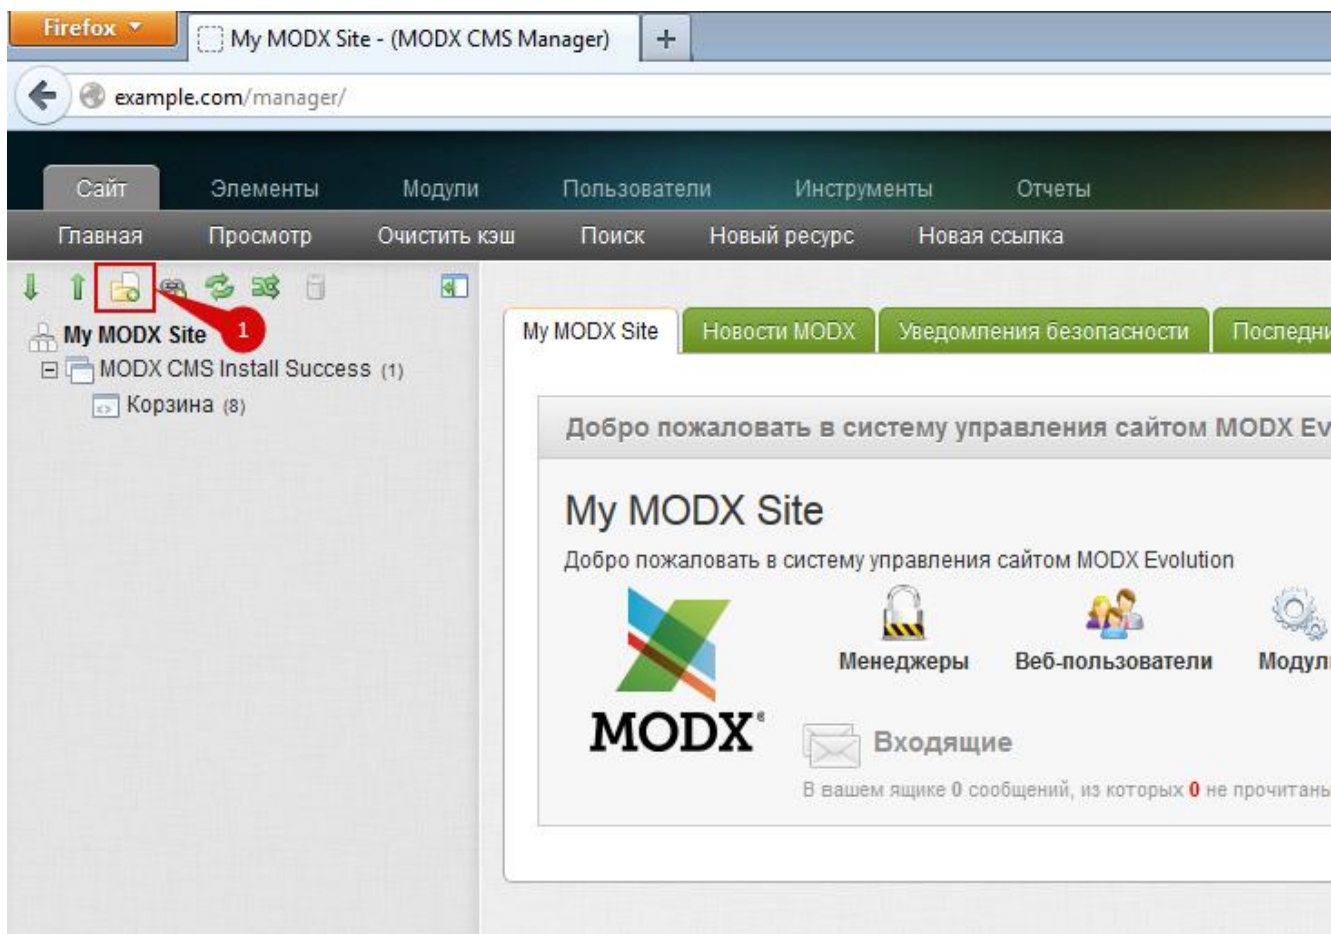 Firefox
My MODX Site - (MODX CMS Manager)
example.com/manager/
Сайт Элементы Модули Пользователи Инструменты Отчеты
Главная Просмотр Очистить кэш Поиск Новый ресурс Новая ссылка
1
My MODX Site
MODX CMS Install Success (1)
Корзина (8)
My MODX Site Новости MODX Уведомления безопасности Последни
Добро пожаловать в систему управления сайтом MODX Ev
My MODX Site
Добро пожаловать в систему управления сайтом MODX Evolution
Менеджеры Веб-пользователи Модул
MODX
Входящие
В вашем ящике 0 сообщений, из которых 0 не прочитаны